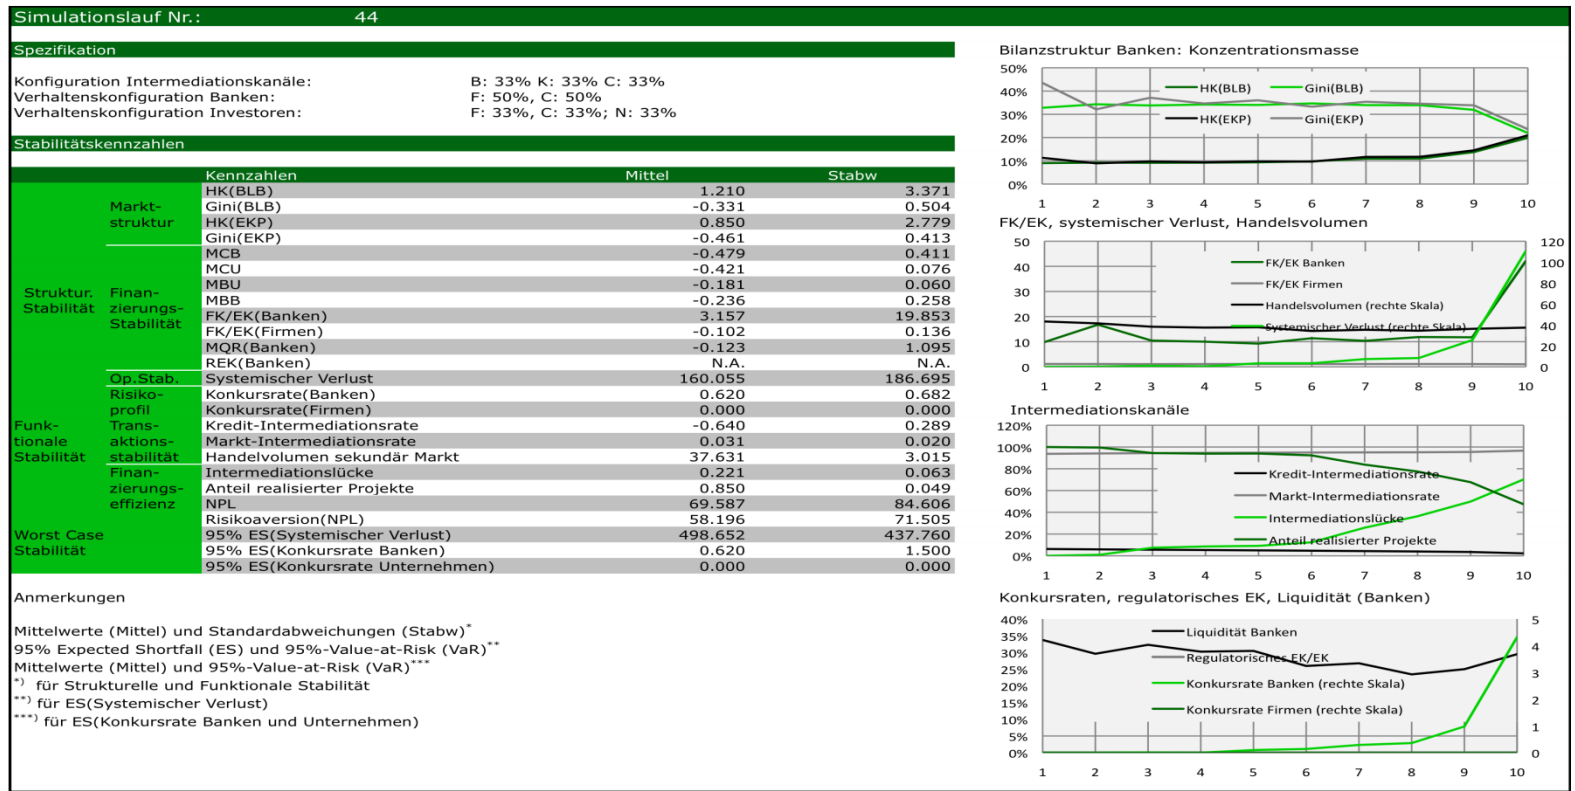 Simulationslauf Nr.: 44
Spezifikation
Konfiguration Intermediationskanäle: B: 33% K: 33% C: 33%
Verhaltenskonfiguration Banken: F: 50%, C: 50%
Verhaltenskonfiguration Investoren: F: 33%, C: 33%; N: 33%
Stabilitätskennzahlen
Kennzahlen Mittel Stabw
HK(BLB) 1.210 3.371
Markt- Gini(BLB) -0.331 0.504
struktur HK(EKP) 0.850 2.779
Gini(EKP) -0.461 0.413
MCB -0.479 0.411
MCU -0.421 0.076
Struktur. Finan- MBU -0.181 0.060
Stabilität zierungs- MBB -0.236 0.258
Stabilität FK/EK(Banken) 3.157 19.853
FK/EK(Firmen) -0.102 0.136
MQR(Banken) -0.123 1.095
REK(Banken) N.A. N.A.
Op.Stab. Systemischer Verlust 160.055 186.695
Risiko- Konkursrate(Banken) 0.620 0.682
profil Konkursrate(Firmen) 0.000 0.000
Funk- Trans- Kredit-Intermediationsrate -0.640 0.289
tionale aktions- Markt-Intermediationsrate 0.031 0.020
Stabilität stabilität Handelvolumen sekundär Markt 37.631 3.015
Finan- Intermediationslücke 0.221 0.063
zierungs- Anteil realisierter Projekte 0.850 0.049
effizienz NPL 69.587 84.606
Risikoaversion(NPL) 58.196 71.505
Worst Case 95% ES(Systemischer Verlust) 498.652 437.760
Stabilität 95% ES(Konkursrate Banken) 0.620 1.500
95% ES(Konkursrate Unternehmen) 0.000 0.000
Anmerkungen
Mittelwerte (Mittel) und Standardabweichungen (Stabw)*
95% Expected Shortfall (ES) und 95%-Value-at-Risk (VaR)**
Mittelwerte (Mittel) und 95%-Value-at-Risk (VaR)***
*) für Strukturelle und Funktionale Stabilität
**) für ES(Systemischer Verlust)
***) für ES(Konkursrate Banken und Unternehmen)
Bilanzstruktur Banken: Konzentrationsmasse
50%
40%
30%
20%
10%
0%
HK(BLB) Gini(BLB)
HK(EKP) Gini(EKP)
1 2 3 4 5 6 7 8 9 10
FK/EK, systemischer Verlust, Handelsvolumen
50
40
30
20
10
0
FK/EK Banken
FK/EK Firmen
Handelsvolumen (rechte Skala)
Systemischer Verlust (rechte Skala)
120
100
80
60
40
20
0
1 2 3 4 5 6 7 8 9 10
Intermediationskanäle
120%
100%
80%
60%
40%
20%
0%
Kredit-Intermediationsrate
Markt-Intermediationsrate
Intermediationslücke
Anteil realisierter Projekte
1 2 3 4 5 6 7 8 9 10
Konkursraten, regulatorisches EK, Liquidität (Banken)
40%
35%
30%
25%
20%
15%
10%
5%
0%
Liquidität Banken
Regulatorisches EK/EK
Konkursrate Banken (rechte Skala)
Konkursrate Firmen (rechte Skala)
5
4
3
2
1
0
1 2 3 4 5 6 7 8 9 10